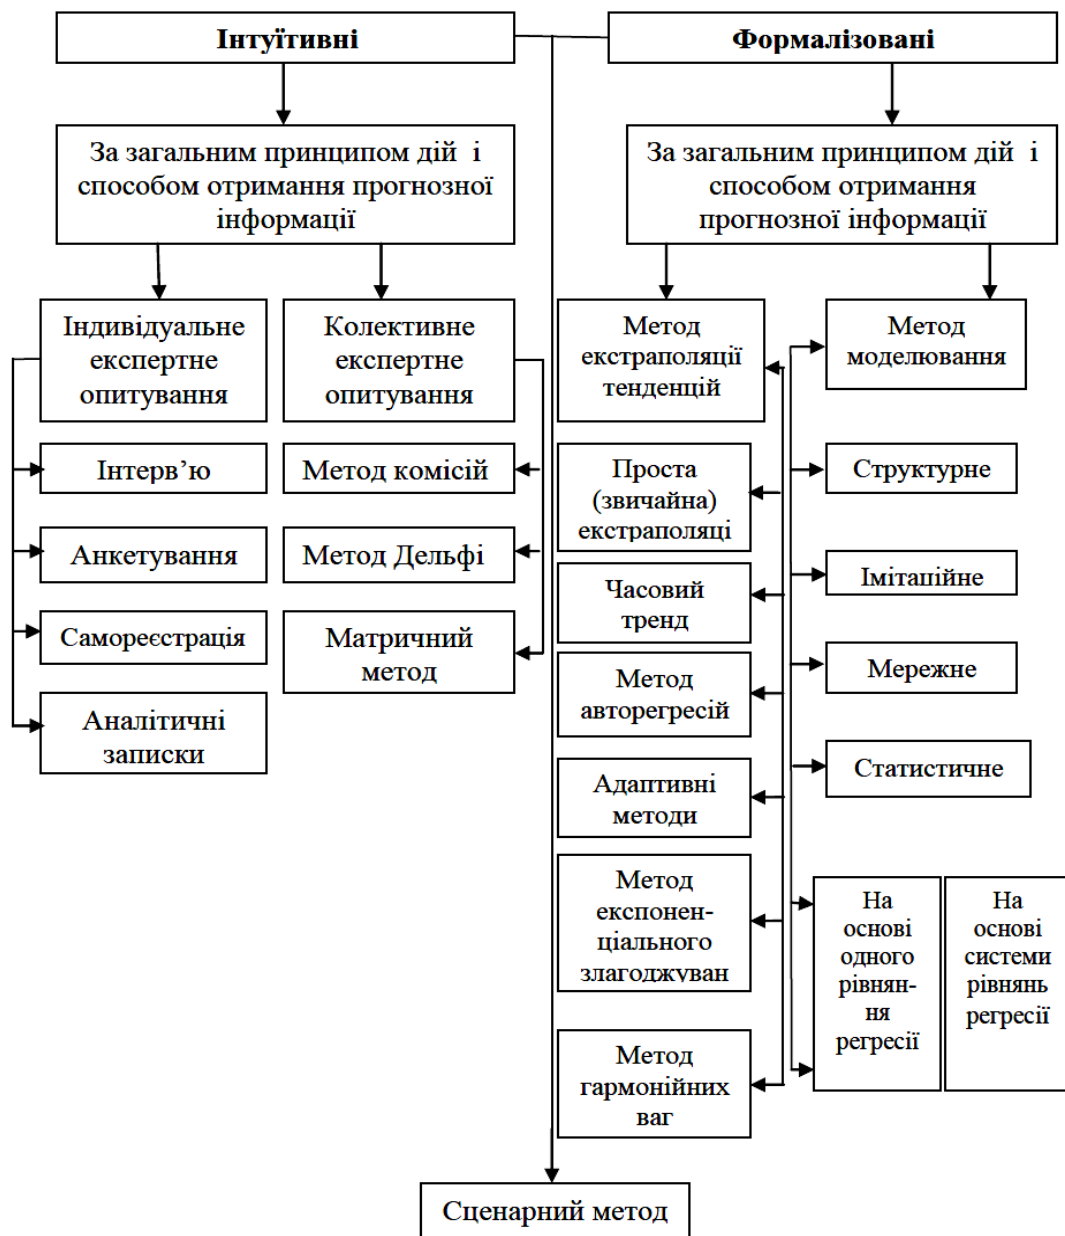 Інтуїтивні
Формалізовані
За загальним принципом дій і
способом отримання прогнозної
інформації
За загальним принципом дій і
способом отримання
прогнозної інформації
Індивідуальне
експертне
опитування
Колективне
експертне
опитування
Метод
екстраполяції
тенденцій
Метод
моделювання
Інтерв’ю
Анкетування
Самореєстрація
Аналітичні
записки
Метод комісій
Метод Дельфі
Матричний
метод
Проста
(звичайна)
екстраполяці
Часовий
тренд
Метод
авторегресій
Адаптивні
методи
Метод
експонен-
ціального
злагоджуван
Метод
гармонійних
ваг
Структурне
Імітаційне
Мережне
Статистичне
На
основі
одного
рівнян-
ня
регресії
На
основі
системи
рівнянь
регресії
Сценарний метод